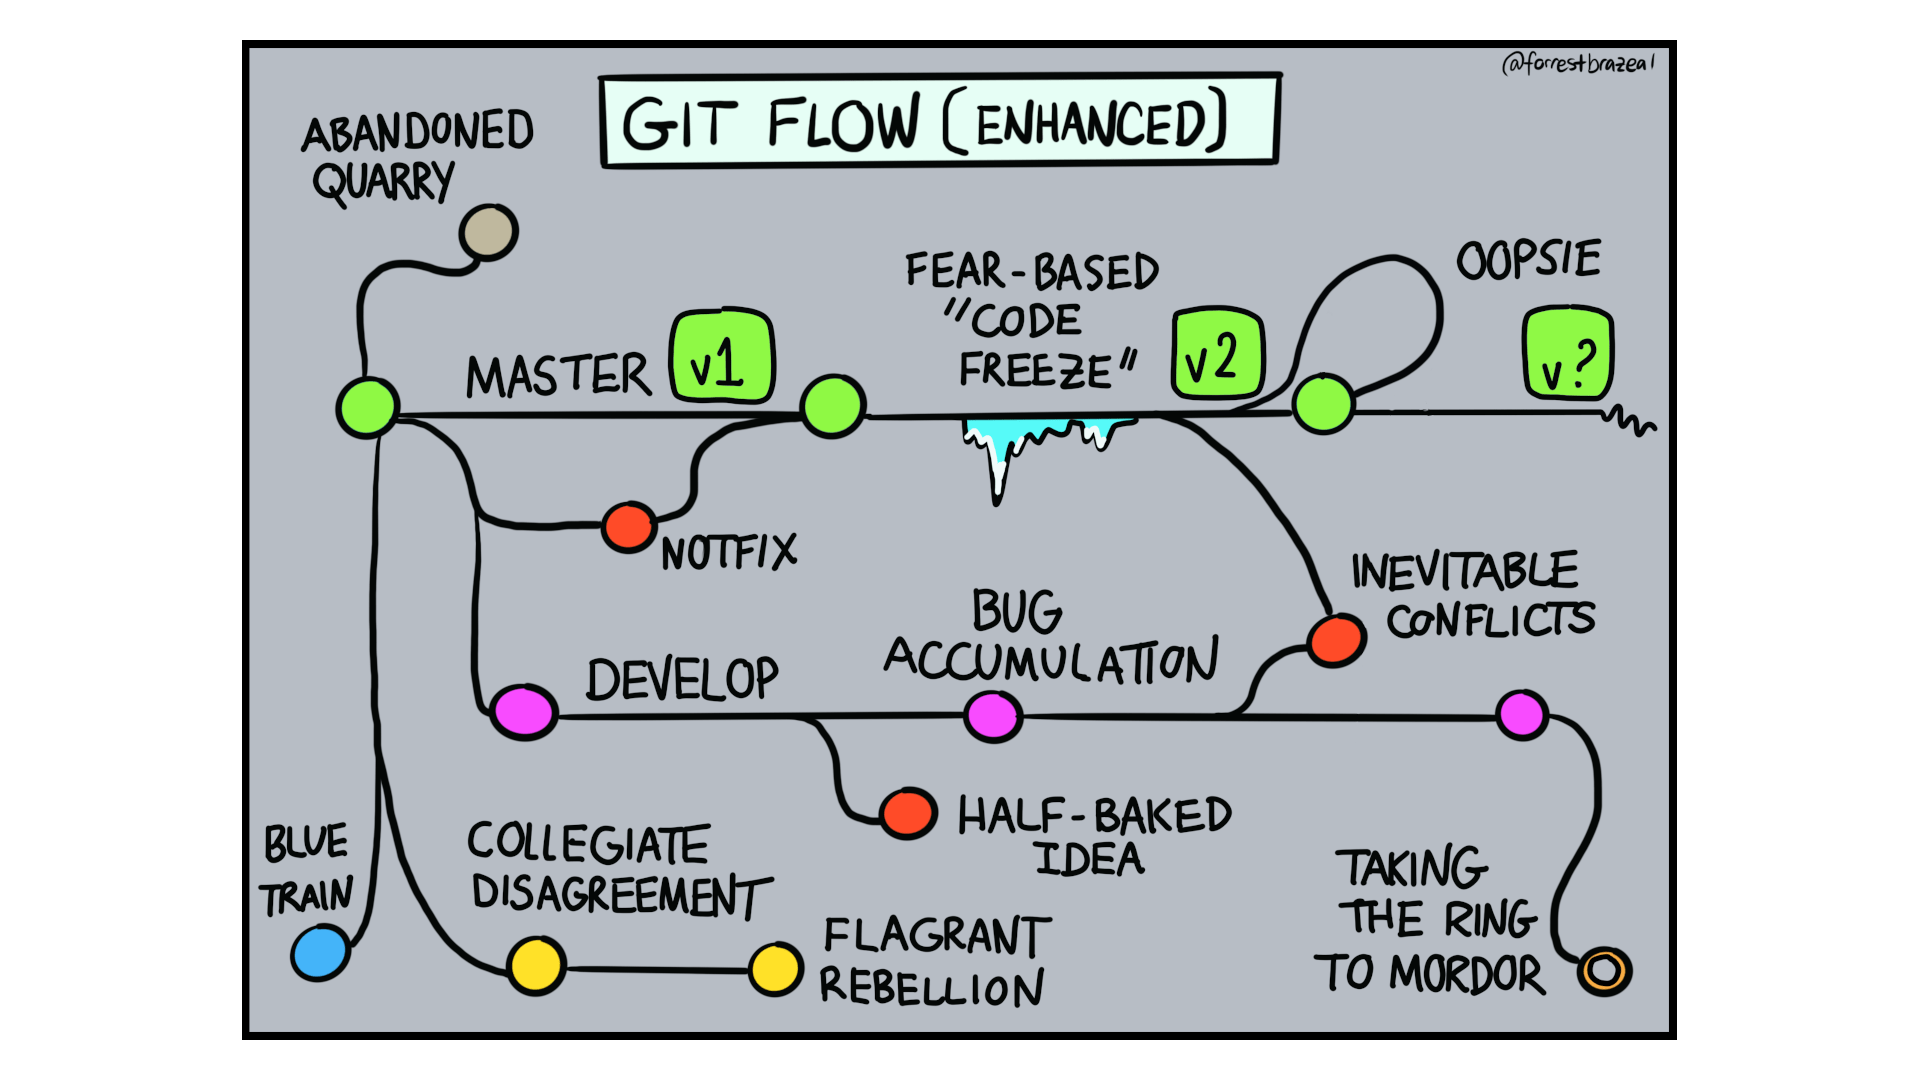 @forrestbrazeal
GIT FLOW (ENHANCED)
ABANDONED
QUARRY
FEAR-BASED
"CODE
FREEZE"
OOPSIE
MASTER
v1
v2
v?
NOTFIX
INEVITABLE
CONFLICTS
BUG
ACCUMULATION
DEVELOP
HALF-BAKED
IDEA
BLUE
TRAIN
COLLEGIATE
DISAGREEMENT
FLAGRANT
REBELLION
TAKING
THE RING
TO MORDOR